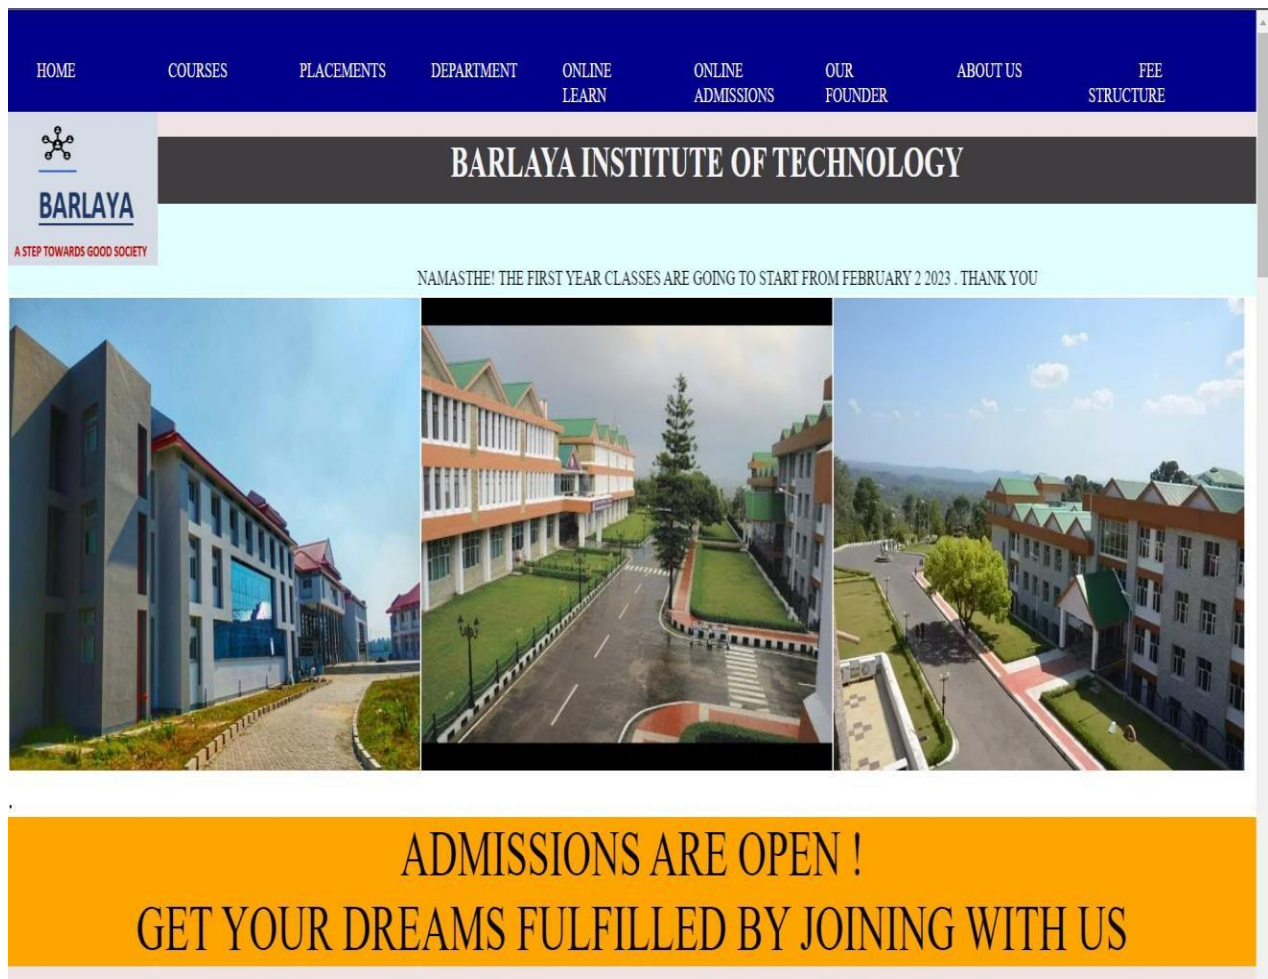 HOME COURSES PLACEMENTS DEPARTMENT ONLINE LEARN ONLINE ADMISSIONS OUR FOUNDER ABOUT US FEE STRUCTURE
BARLAYA INSTITUTE OF TECHNOLOGY
BARLAYA
A STEP TOWARDS GOOD SOCIETY
NAMASTHE! THE FIRST YEAR CLASSES ARE GOING TO START FROM FEBRUARY 2 2023 . THANK YOU
.
ADMISSIONS ARE OPEN !
GET YOUR DREAMS FULFILLED BY JOINING WITH US